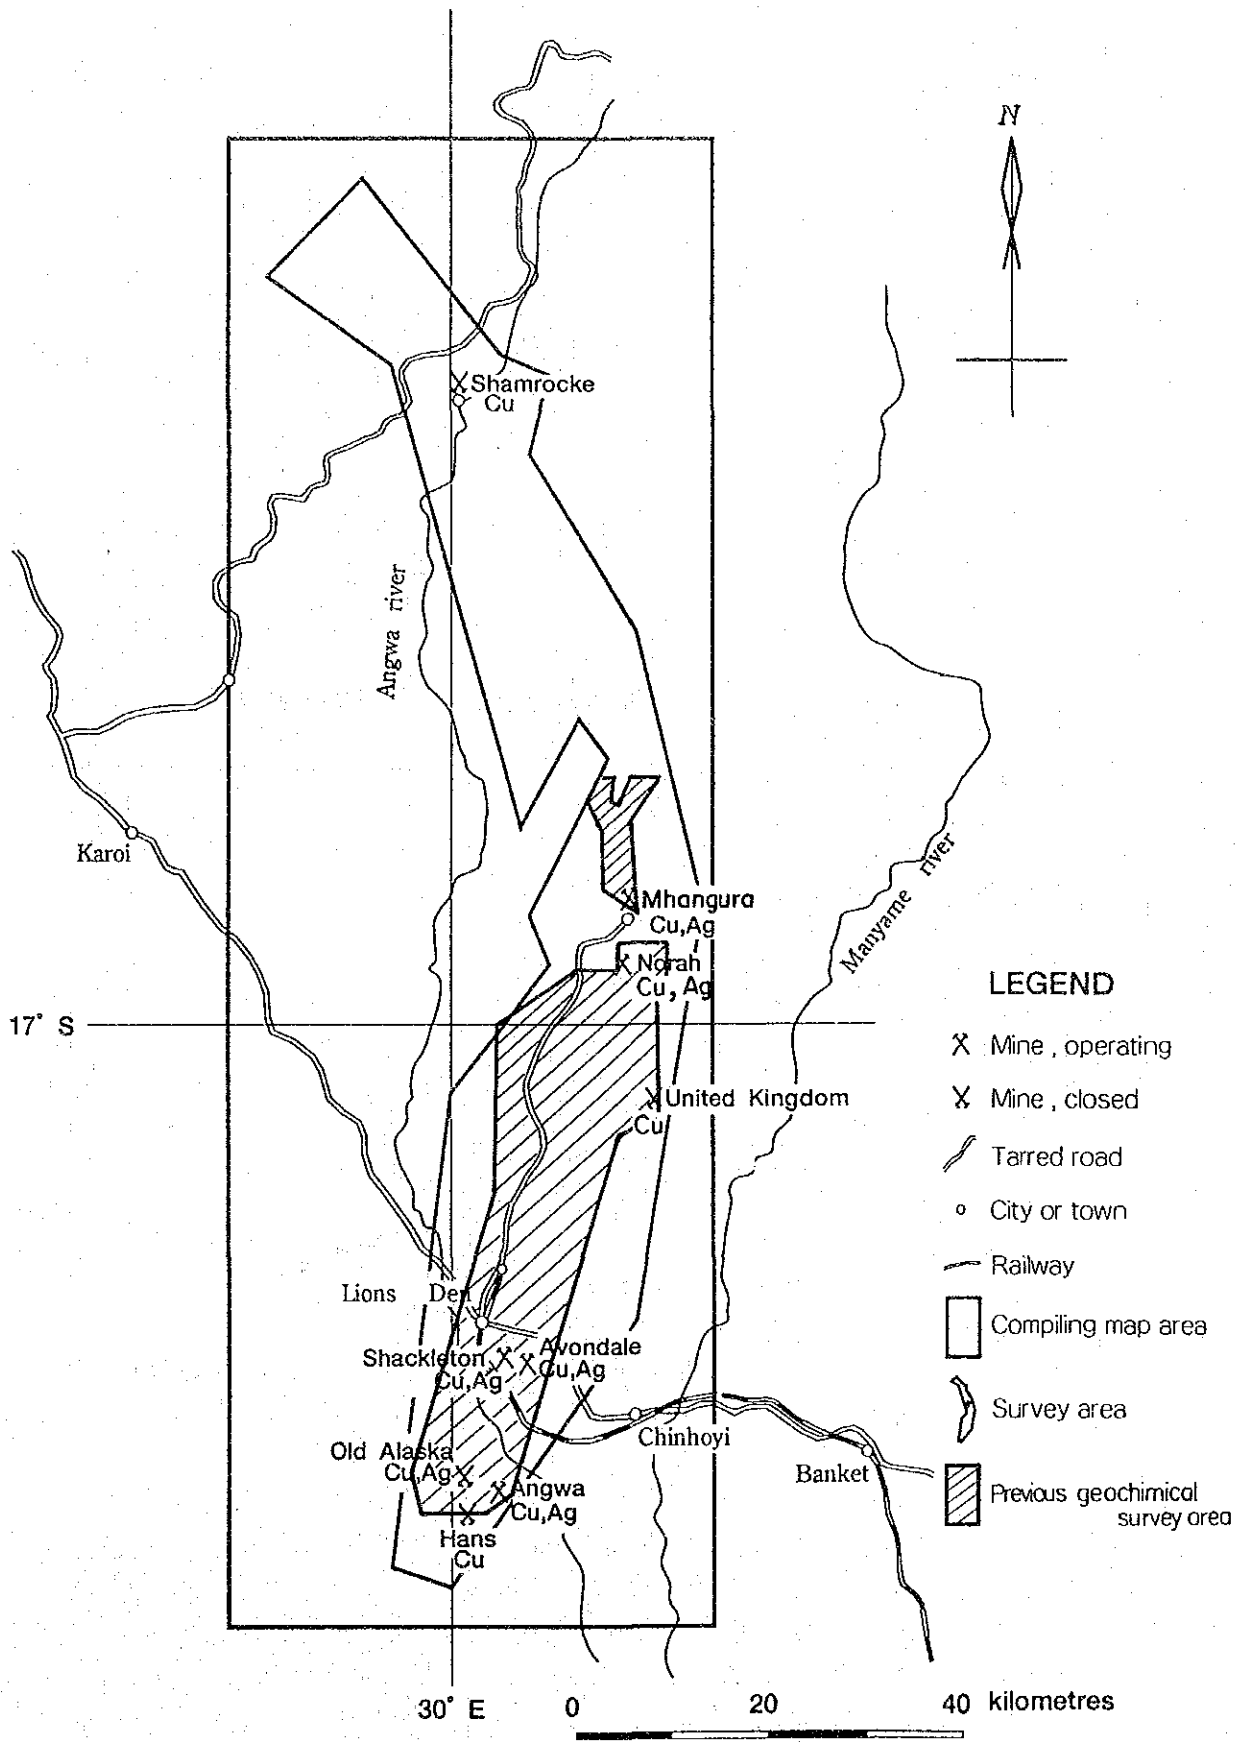 N
Shamrocke
Cu
Angwa river
Karoi
Mhangura
Cu,Ag
Manyame river
Norah
Cu, Ag
17° S
United Kingdom
Cu
Lions Den
Avondale
Cu,Ag
Shackleton
Cu,Ag
Chinhoyi
Old Alaska
Cu,Ag
Banket
Angwa
Cu,Ag
Hans
Cu
LEGEND
Mine, operating
Mine, closed
Tarred road
City or town
Railway
Compiling map area
Survey area
Previous geochimical
survey area
30° E
0 20 40 kilometres